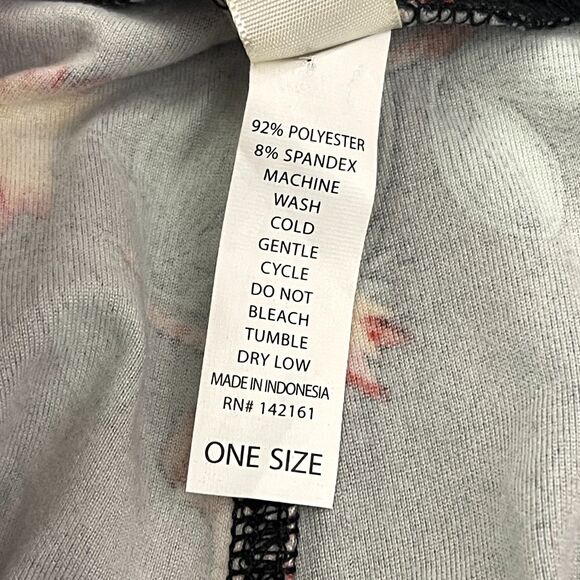 92% POLYESTER
8% SPANDEX
MACHINE
WASH
COLD
GENTLE
CYCLE
DO NOT
BLEACH
TUMBLE
DRY LOW
MADE IN INDONESIA
RN# 142161
ONE SIZE